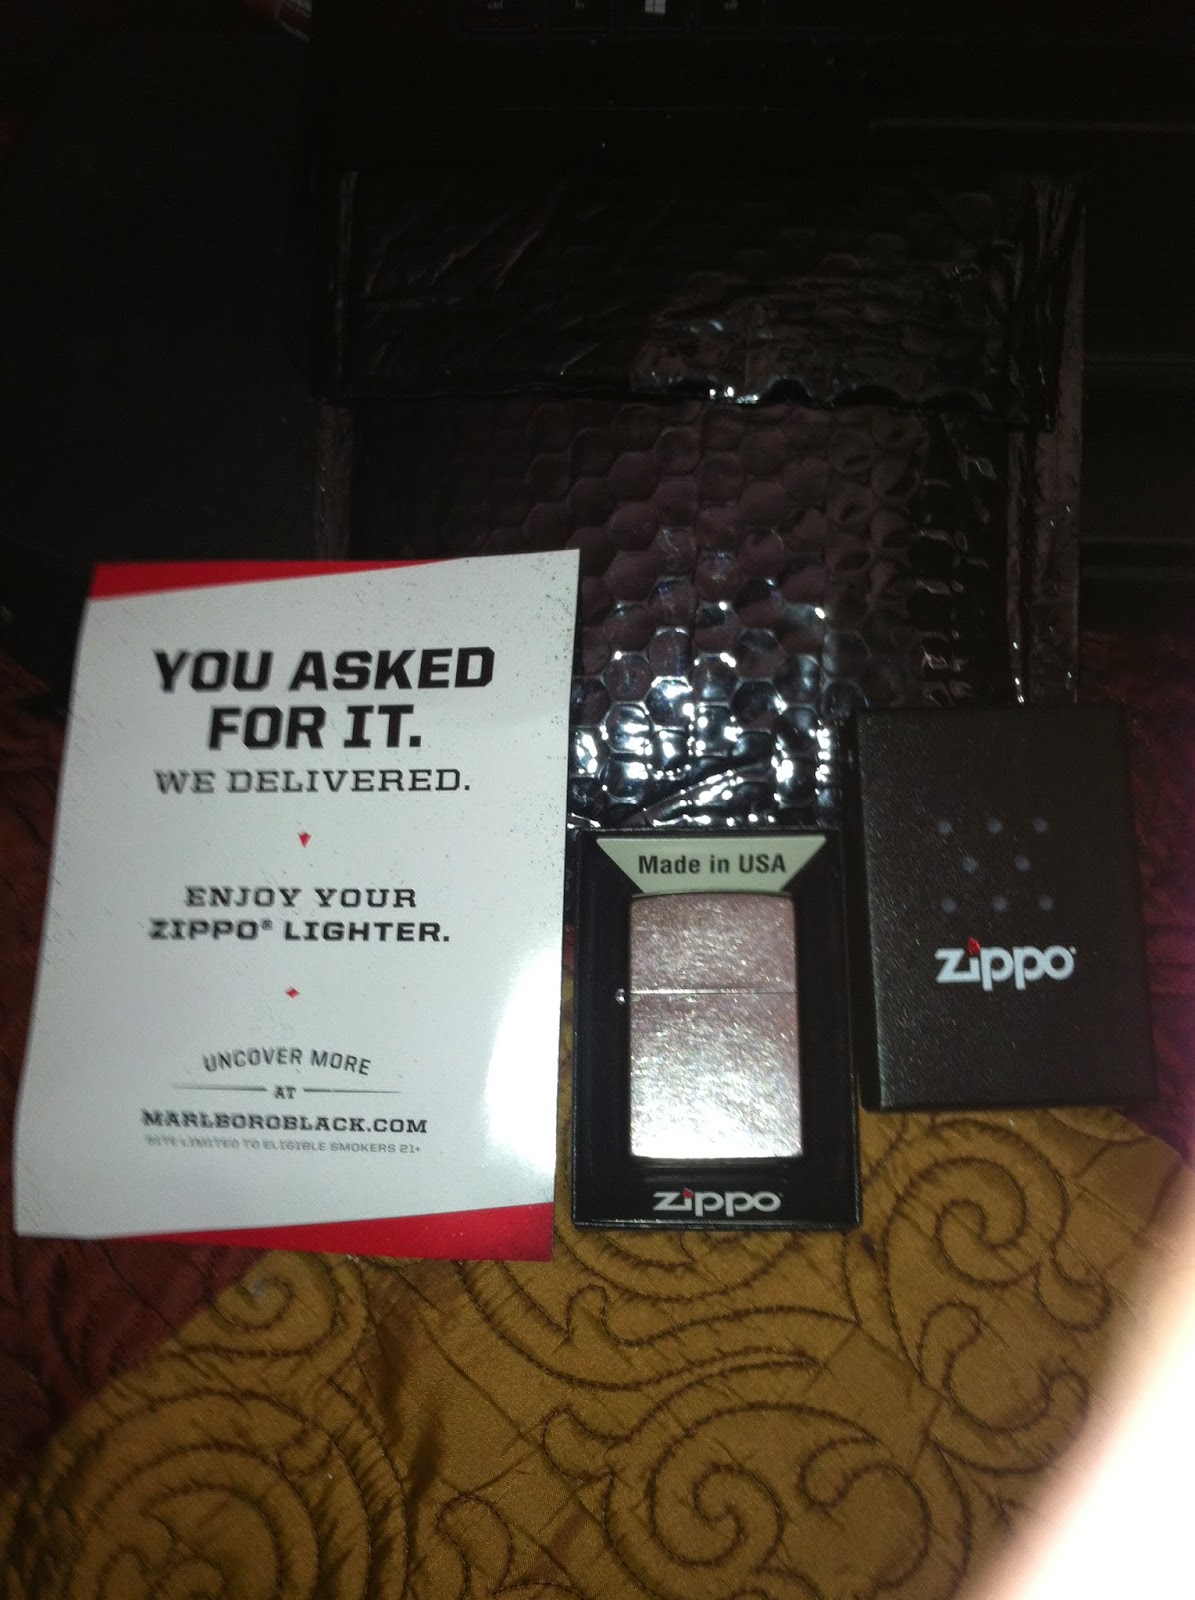 YOU ASKED
FOR IT.
WE DELIVERED.
ENJOY YOUR
ZIPPO® LIGHTER.
UNCOVER MORE
AT
MARLBOROBLACK.COM
SITE LIMITED TO ELIGIBLE SMOKERS 21+
Made in USA
zippo
zippo